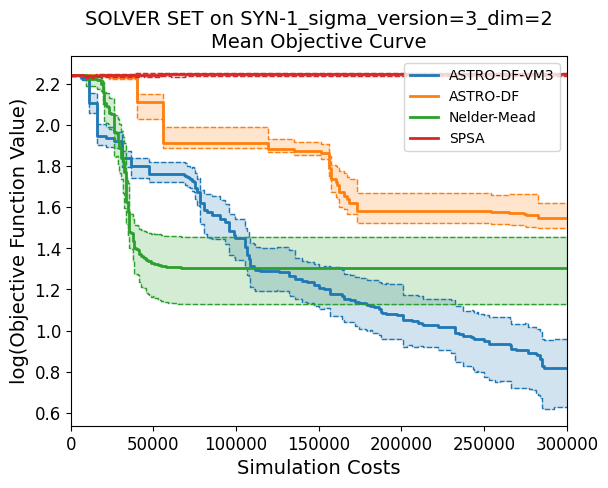 SOLVER SET on SYN-1_sigma_version=3_dim=2
Mean Objective Curve
log(Objective Function Value)
2.2
2.0
1.8
1.6
1.4
1.2
1.0
0.8
0.6
ASTRO-DF-VM3
ASTRO-DF
Nelder-Mead
SPSA
0 50000 100000 150000 200000 250000 300000
Simulation Costs